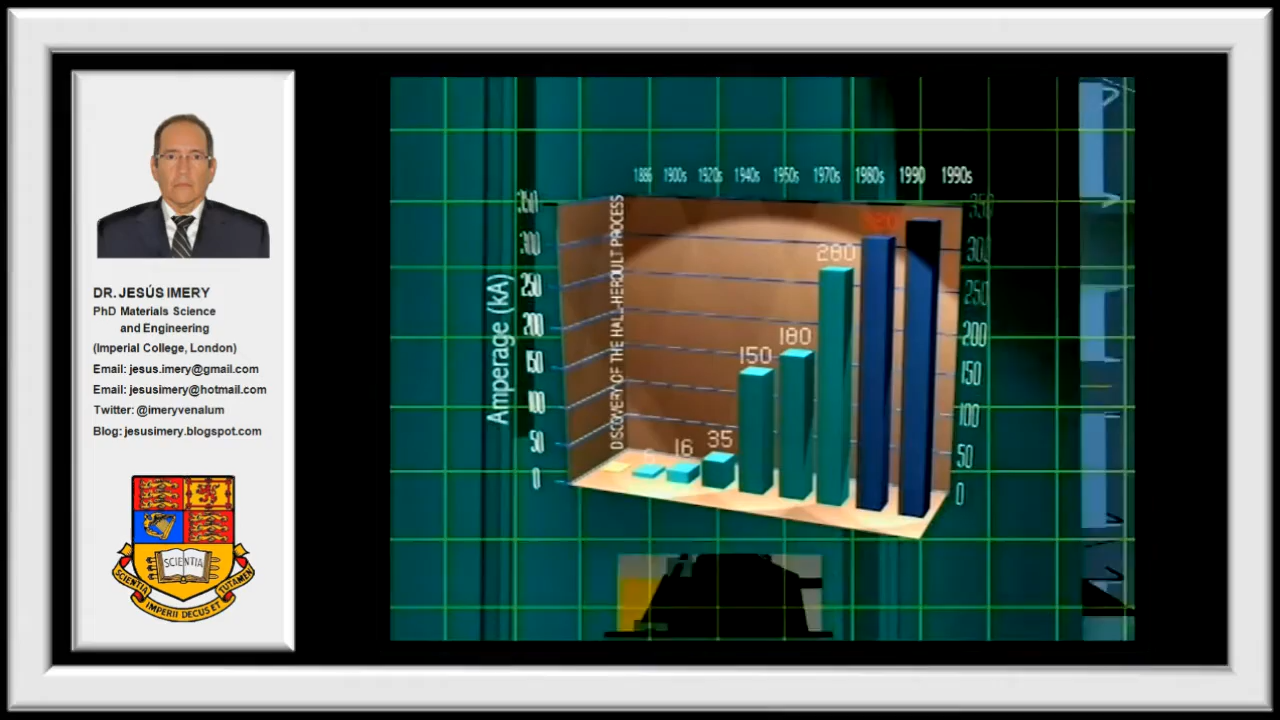 DR. JESÚS IMERY
PhD Materials Science
and Engineering
(Imperial College, London)
Email: jesus.imery@gmail.com
Email: jesusimery@hotmail.com
Twitter: @imeryvenalum
Blog: jesusimery.blogspot.com
SCIENTIA
SCIENTIA IMPERII DECUS ET TUTAMEN
1886 1900s 1920s 1940s 1950s 1970s 1980s 1990 1990s
Amperage (kA)
350
300
250
200
150
100
50
0
DISCOVERY OF THE HALL-HEROULT PROCESS
16
35
150
180
280
350
300
250
200
150
100
50
0